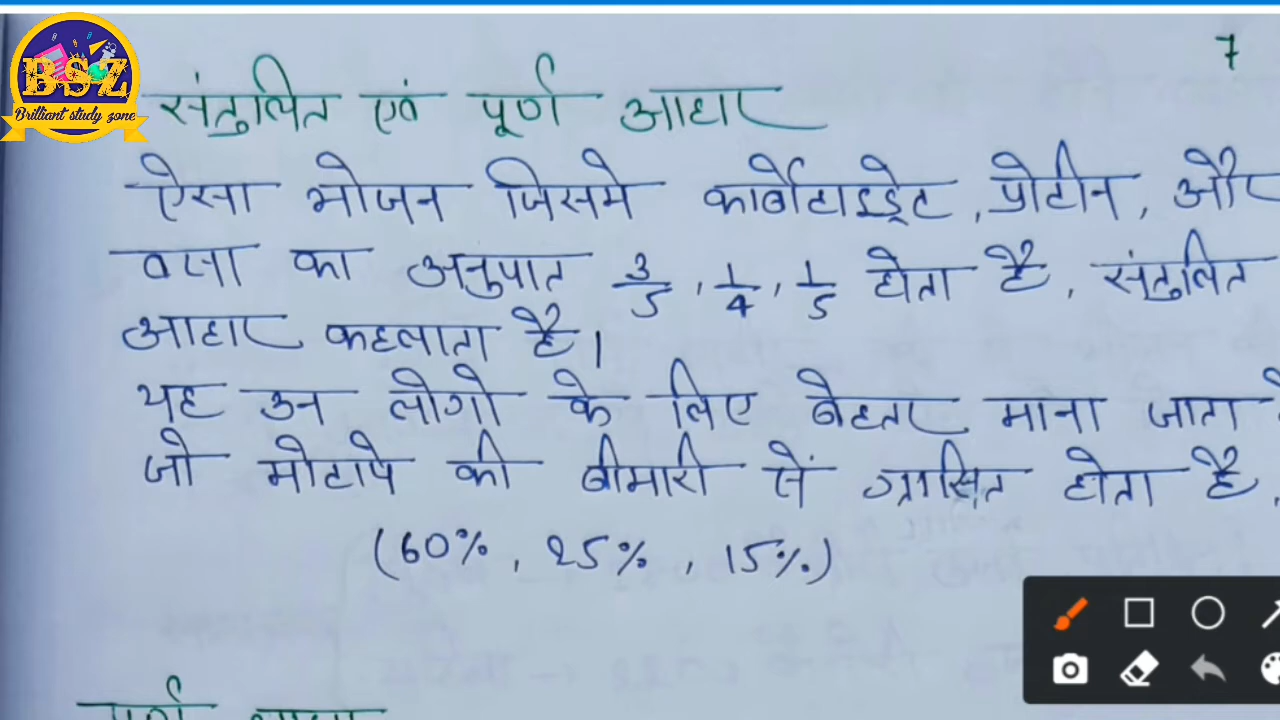 7
BSZ
Brilliant study zone
संतुलित एवं पूर्ण आहार
ऐसा भोजन जिसमे कार्बोहाइड्रेट, प्रोटीन, और
वसा का अनुपात 3/5, 1/4, 1/5 होता है, संतुलित
आहार कहलाता है।
यह उन लोगो के लिए बेहतर माना जाता
जो मोटापे की बीमारी सें ग्रासित होता है,
(60%, 25%, 15%)
पूर्ण आहार